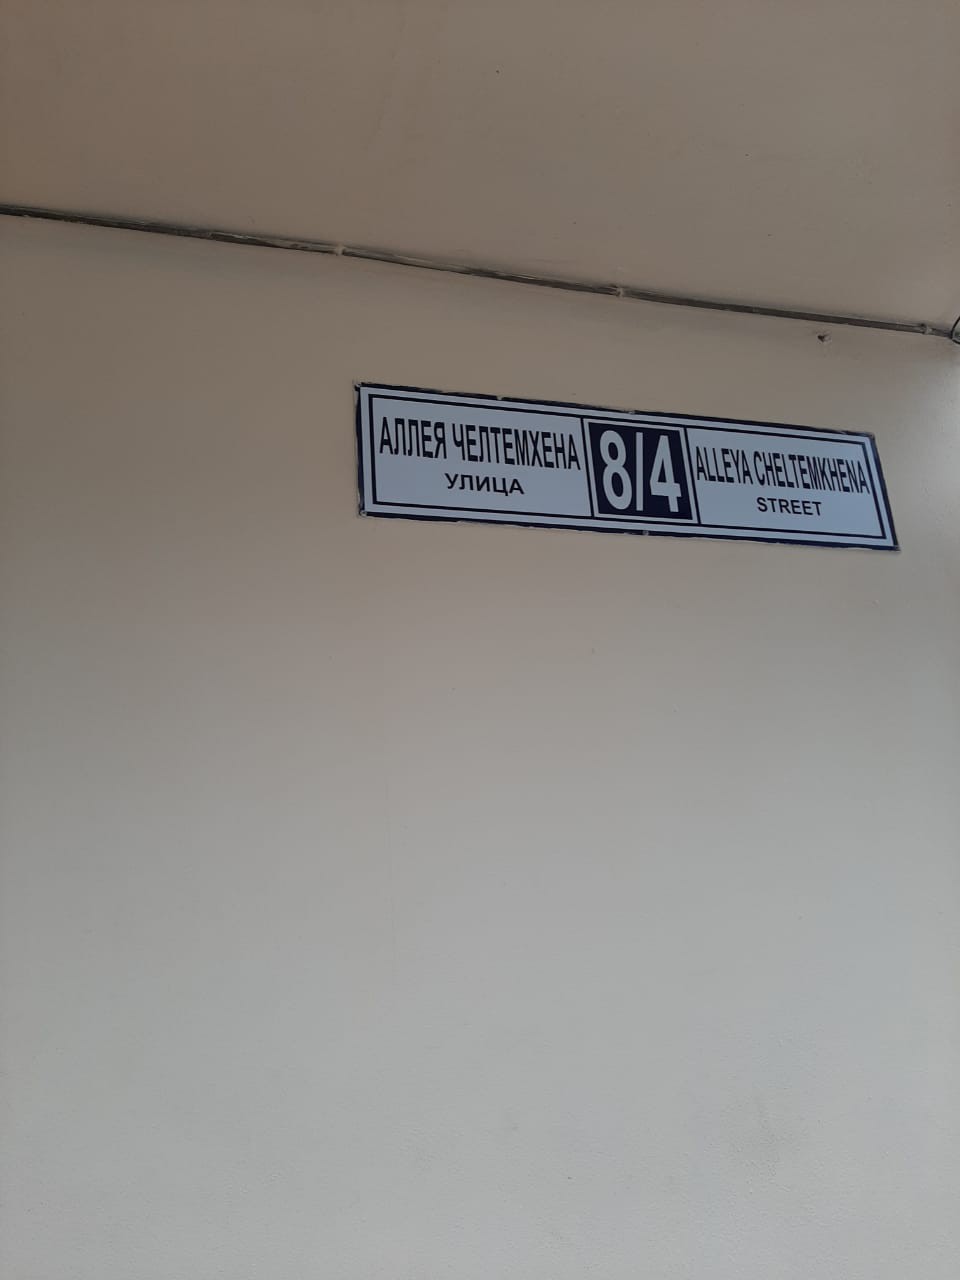 АЛЛЕЯ ЧЕЛТЕМХЕНА
УЛИЦА
8/4
ALLEYA CHELTEMKHENA
STREET